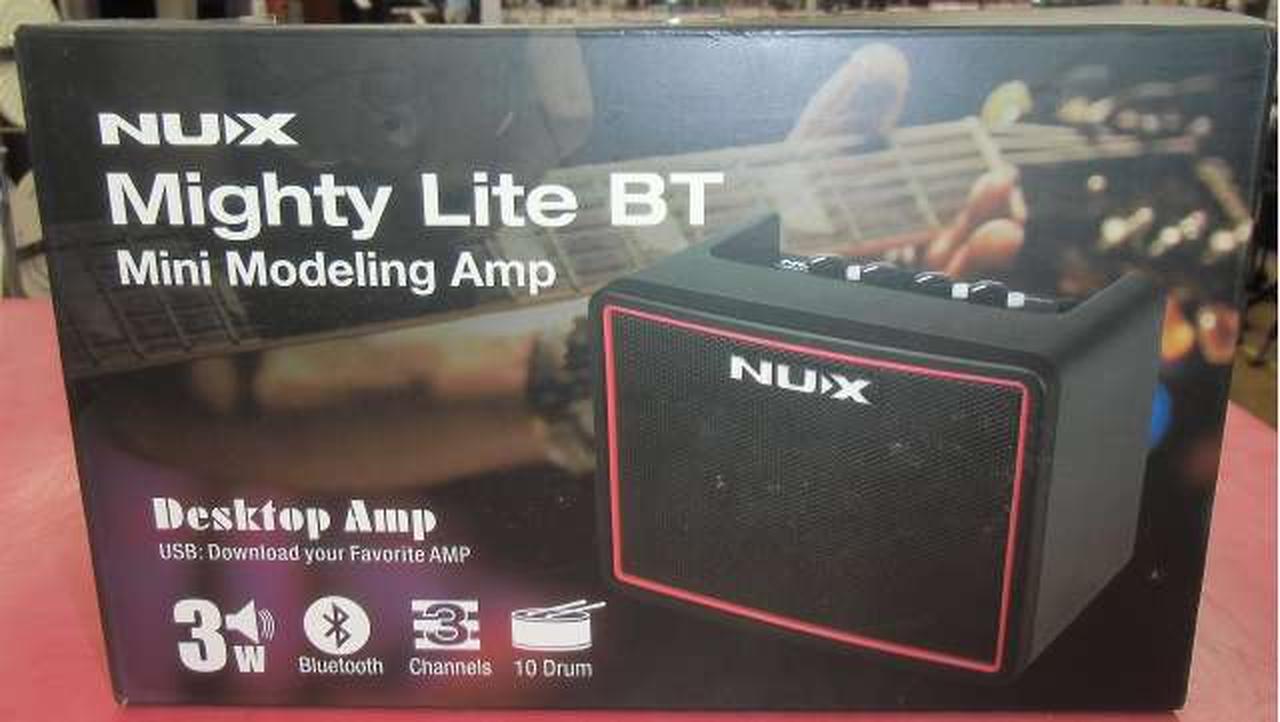 NUX
Mighty Lite BT
Mini Modeling Amp
NUX
Desktop Amp
USB: Download your Favorite AMP
3W
Bluetooth
3
Channels
10 Drum